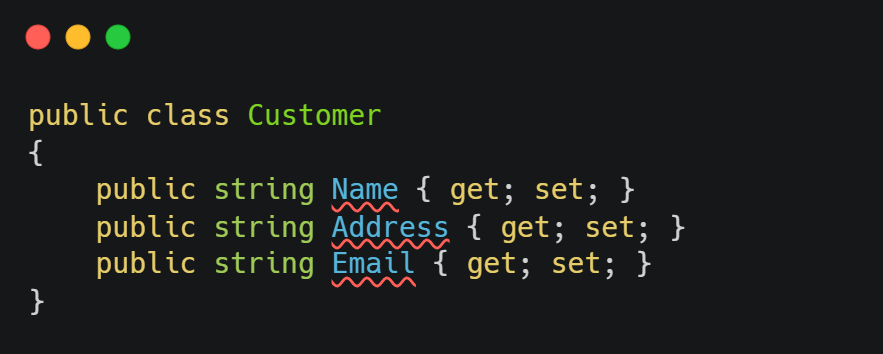 public class Customer
{
    public string Name { get; set; }
    public string Address { get; set; }
    public string Email { get; set; }
}